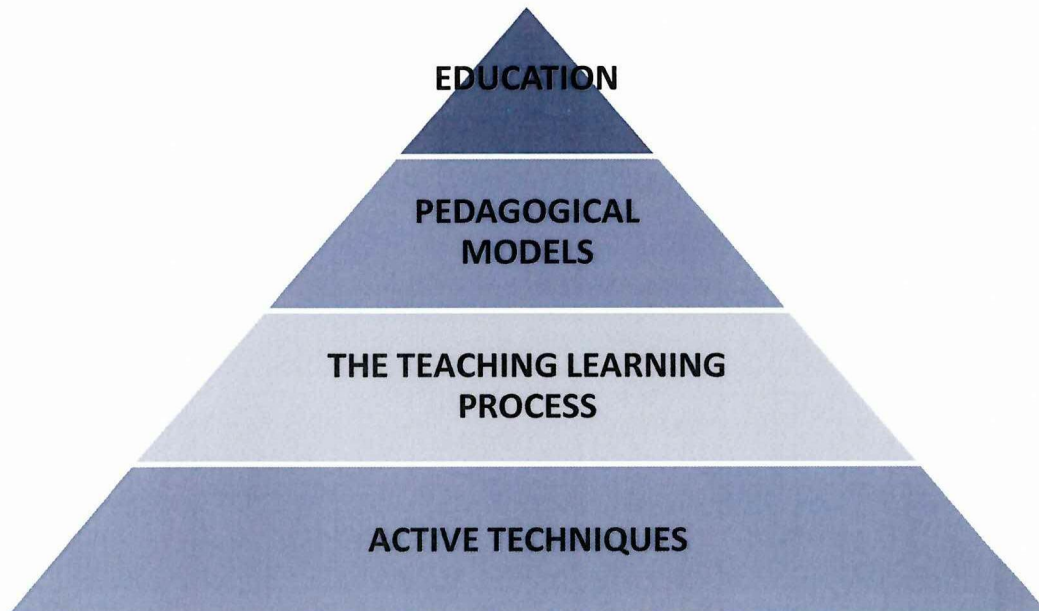 EDUCATION
PEDAGOGICAL
MODELS
THE TEACHING LEARNING
PROCESS
ACTIVE TECHNIQUES